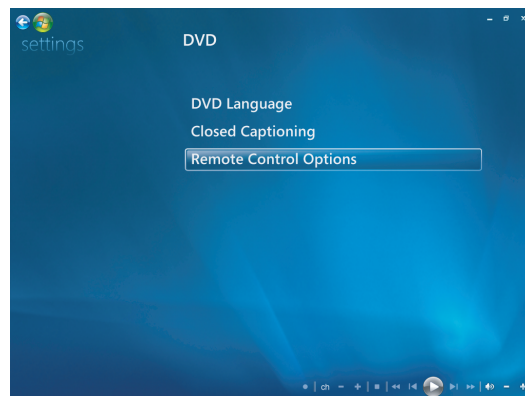 settings
DVD
DVD Language
Closed Captioning
Remote Control Options
ch